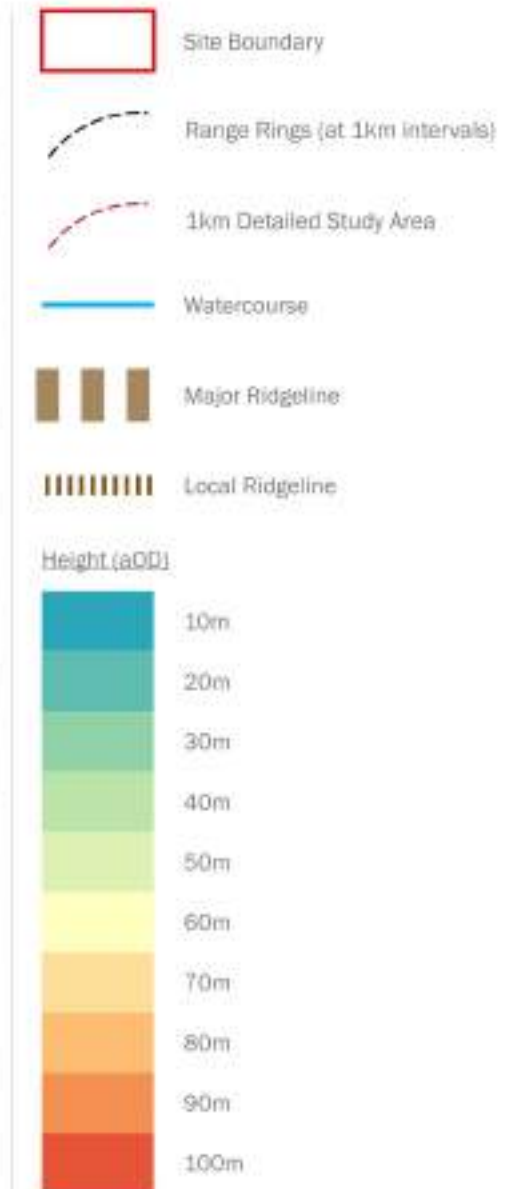 Site Boundary
Range Rings (at 1km intervals)
1km Detailed Study Area
Watercourse
Major Ridgeline
Local Ridgeline
Height (aOD)
10m
20m
30m
40m
50m
60m
70m
80m
90m
100m